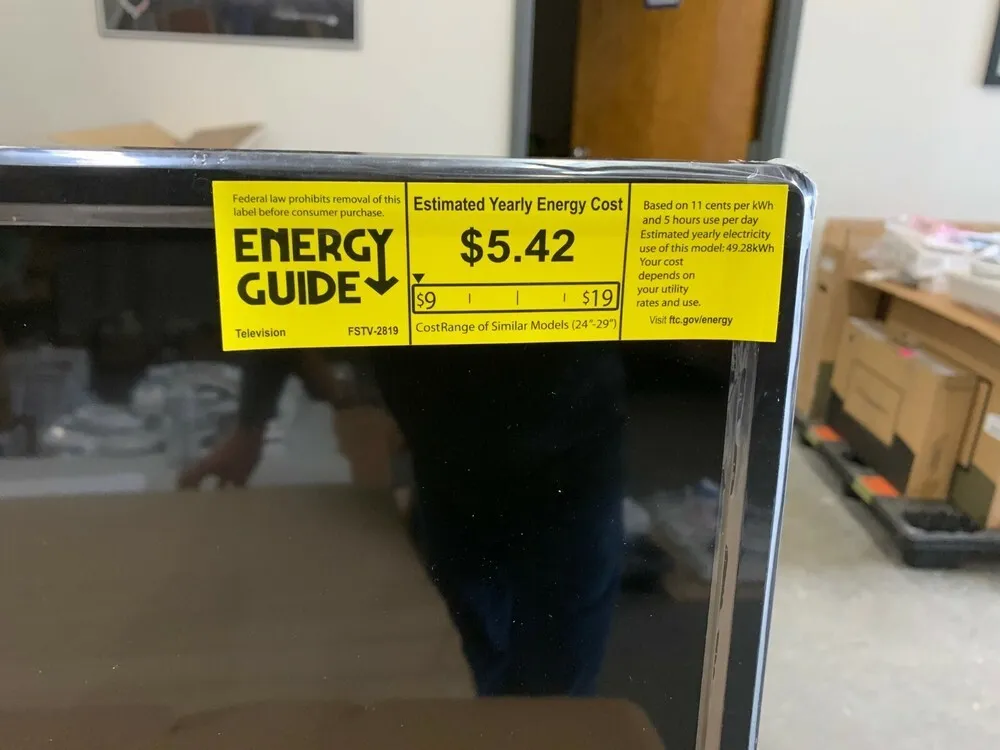 Federal law prohibits removal of this
label before consumer purchase.
ENERGY
GUIDE
Television FSTV-2819
Estimated Yearly Energy Cost
$5.42
$9 $19
CostRange of Similar Models (24"-29")
Based on 11 cents per kWh
and 5 hours use per day
Estimated yearly electricity
use of this model: 49.28kWh
Your cost
depends on
your utility
rates and use.
Visit ftc.gov/energy